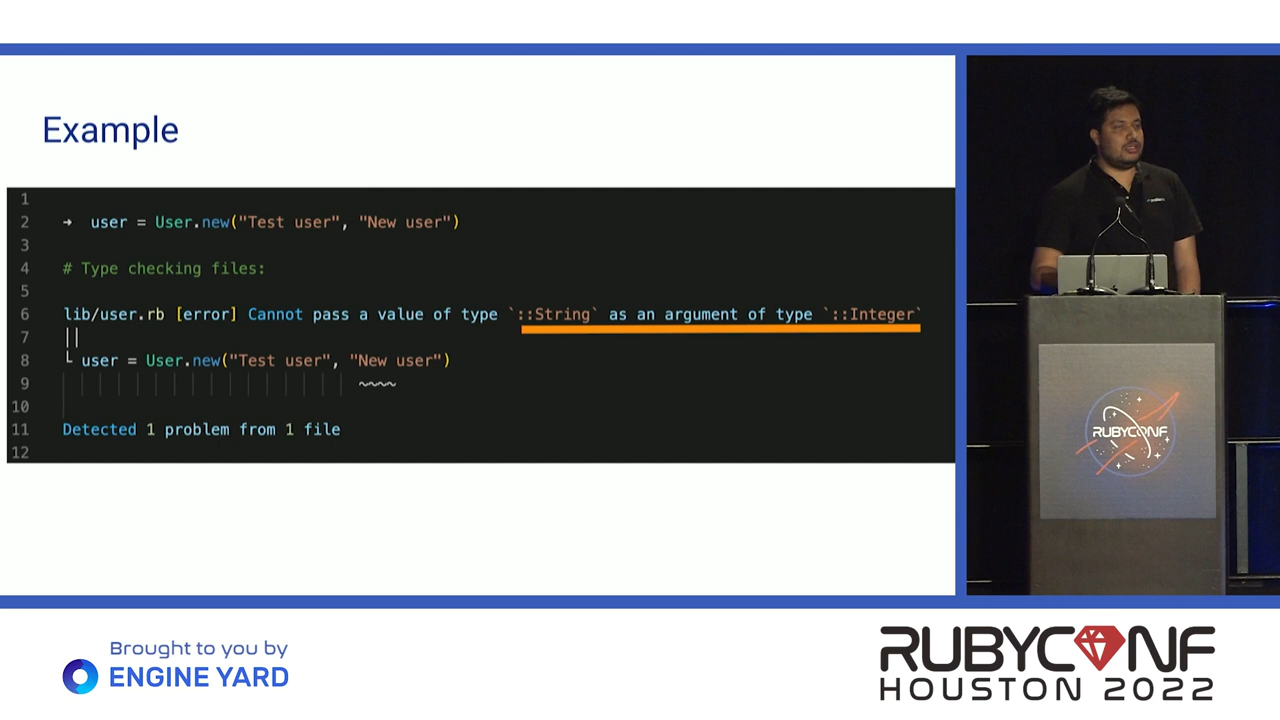 Example
1
2 → user = User.new("Test user", "New user")
3
4 # Type checking files:
5
6 lib/user.rb [error] Cannot pass a value of type `::String` as an argument of type `::Integer`
7 ||
8 └ user = User.new("Test user", "New user")
9 ~~~~
10
11 Detected 1 problem from 1 file
12
RUBYCONF
Brought to you by
ENGINE YARD
RUBYCONF
HOUSTON 2022